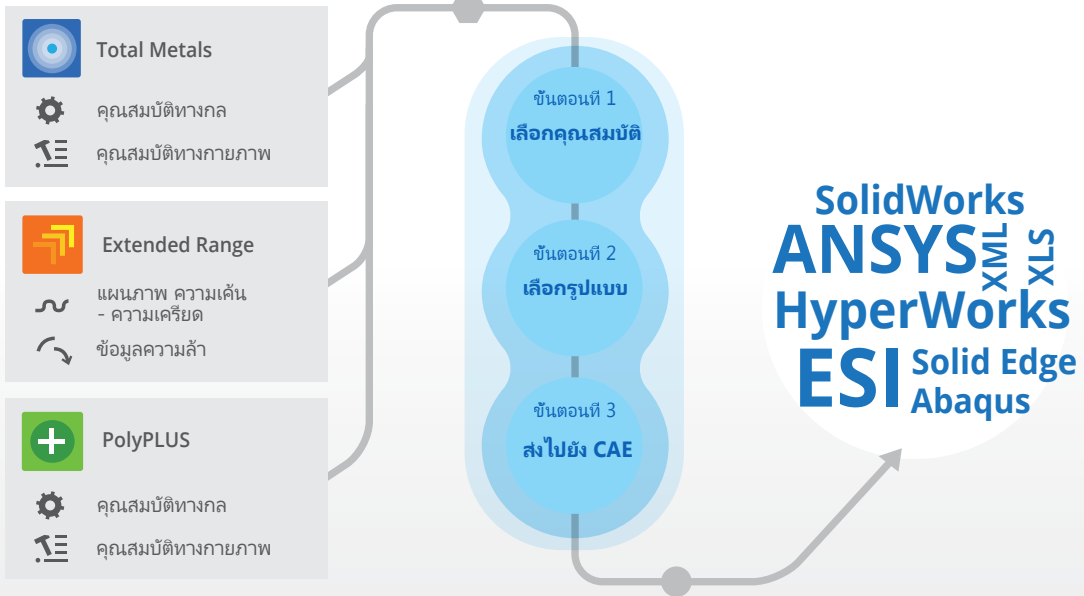 Total Metals
คุณสมบัติทางกล
คุณสมบัติทางกายภาพ
Extended Range
แผนภาพ ความเค้น
- ความเครียด
ข้อมูลความล้า
PolyPLUS
คุณสมบัติทางกล
คุณสมบัติทางกายภาพ
ขั้นตอนที่ 1
เลือกคุณสมบัติ
ขั้นตอนที่ 2
เลือกรูปแบบ
ขั้นตอนที่ 3
ส่งไปยัง CAE
SolidWorks
ANSYS
XML
XLS
HyperWorks
ESI
Solid Edge
Abaqus